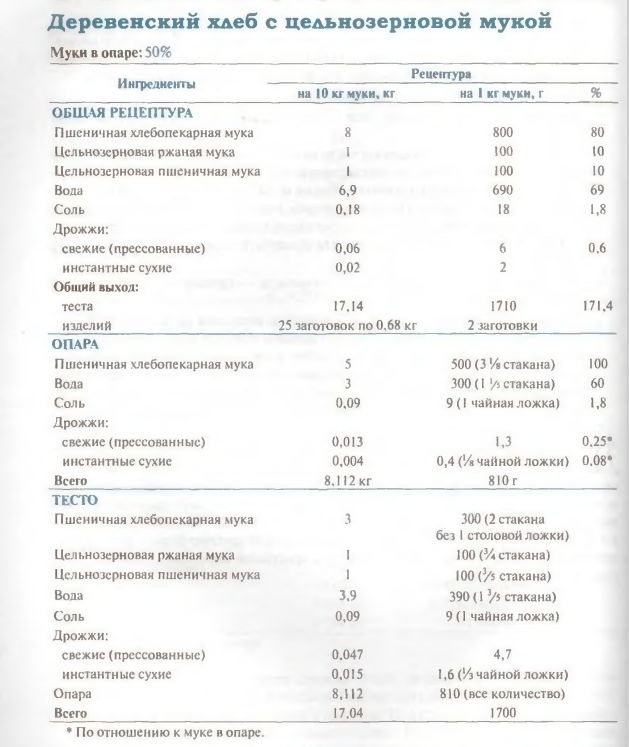 Деревенский хлеб с цельнозерновой мукой
Муки в опаре: 50%
Ингредиенты Рецептура
на 10 кг муки, кг на 1 кг муки, г %
ОБЩАЯ РЕЦЕПТУРА
Пшеничная хлебопекарная мука 8 800 80
Цельнозерновая ржаная мука 1 100 10
Цельнозерновая пшеничная мука 1 100 10
Вода 6,9 690 69
Соль 0,18 18 1,8
Дрожжи:
свежие (прессованные) 0,06 6 0.6
инстантные сухие 0,02 2
Общий выход:
теста 17,14 1710 171,4
изделий 25 заготовок по 0,68 кг 2 заготовки
ОПАРА
Пшеничная хлебопекарная мука 5 500 (3 ⅛ стакана) 100
Вода 3 300 (1 ⅕ стакана) 60
Соль 0,09 9 (1 чайная ложка) 1,8
Дрожжи:
свежие (прессованные) 0,013 1,3 0,25*
инстантные сухие 0,004 0,4 (⅛ чайной ложки) 0,08*
Всего 8,112 кг 810 г
ТЕСТО
Пшеничная хлебопекарная мука 3 300 (2 стакана
без 1 столовой ложки)
Цельнозерновая ржаная мука 1 100 (¾ стакана)
Цельнозерновая пшеничная мука 1 100 (⅗ стакана)
Вода 3,9 390 (1 ⅗ стакана)
Соль 0,09 9 (1 чайная ложка)
Дрожжи:
свежие (прессованные) 0,047 4,7
инстантные сухие 0,015 1,6 (⅓ чайной ложки)
Опара 8,112 810 (все количество)
Всего 17,04 1700
* По отношению к муке в опаре.